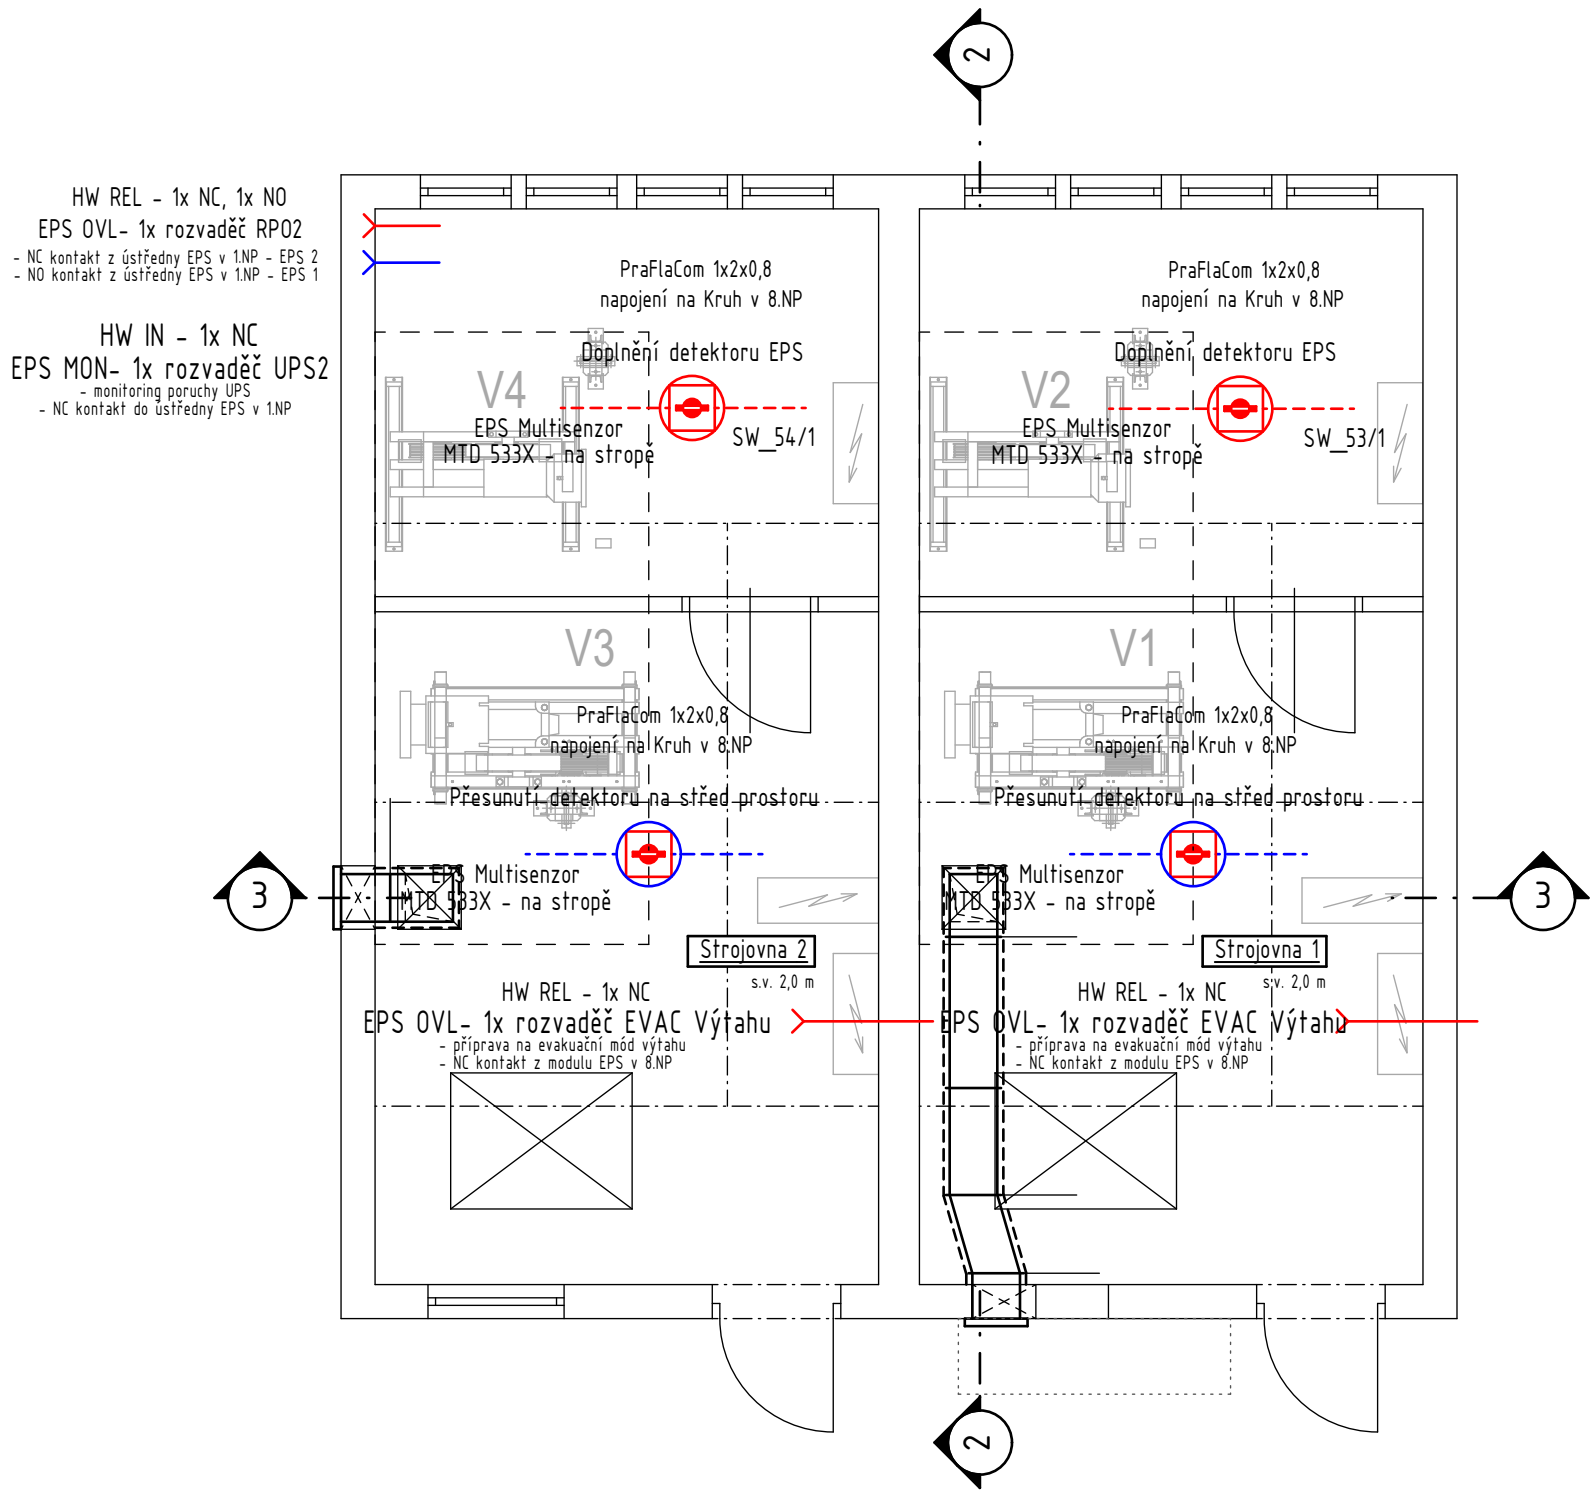 2
HW REL - 1x NC, 1x NO
EPS OVL- 1x rozvaděč RPO2
- NC kontakt z ústředny EPS v 1.NP - EPS 2
- NO kontakt z ústředny EPS v 1.NP - EPS 1
HW IN - 1x NC
EPS MON- 1x rozvaděč UPS2
- monitoring poruchy UPS
- NC kontakt do ústředny EPS v 1.NP
PraFlaCom 1x2x0,8
napojení na Kruh v 8.NP
Doplnění detektoru EPS
V4
EPS Multisenzor
MTD 533X - na stropě
SW_54/1
PraFlaCom 1x2x0,8
napojení na Kruh v 8.NP
Doplnění detektoru EPS
V2
EPS Multisenzor
MTD 533X - na stropě
SW_53/1
V3
PraFlaCom 1x2x0,8
napojení na Kruh v 8.NP
Přesunutí detektoru na střed prostoru
EPS Multisenzor
MTD 533X - na stropě
Strojovna 2
s.v. 2,0 m
HW REL - 1x NC
EPS OVL- 1x rozvaděč EVAC Výtahu
- příprava na evakuační mód výtahu
- NC kontakt z modulu EPS v 8.NP
V1
PraFlaCom 1x2x0,8
napojení na Kruh v 8.NP
Přesunutí detektoru na střed prostoru
EPS Multisenzor
MTD 533X - na stropě
Strojovna 1
s.v. 2,0 m
HW REL - 1x NC
EPS OVL- 1x rozvaděč EVAC Výtahu
- příprava na evakuační mód výtahu
- NC kontakt z modulu EPS v 8.NP
3
3
2